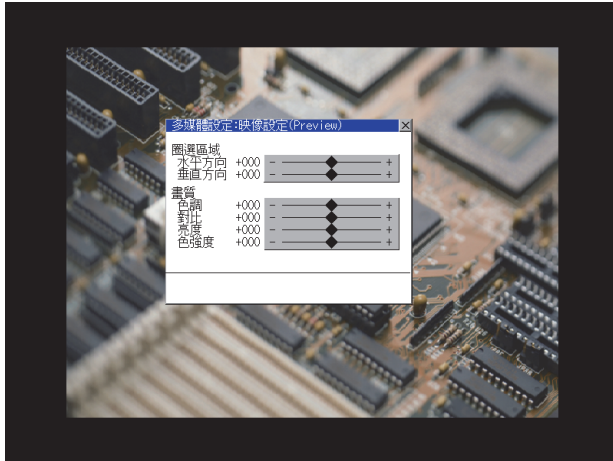 多媒體設定:映像設定(Preview) ×
圈選區域
水平方向 +000 - +
垂直方向 +000 - +
畫質
色調 +000 - +
對比 +000 - +
亮度 +000 - +
色強度 +000 - +